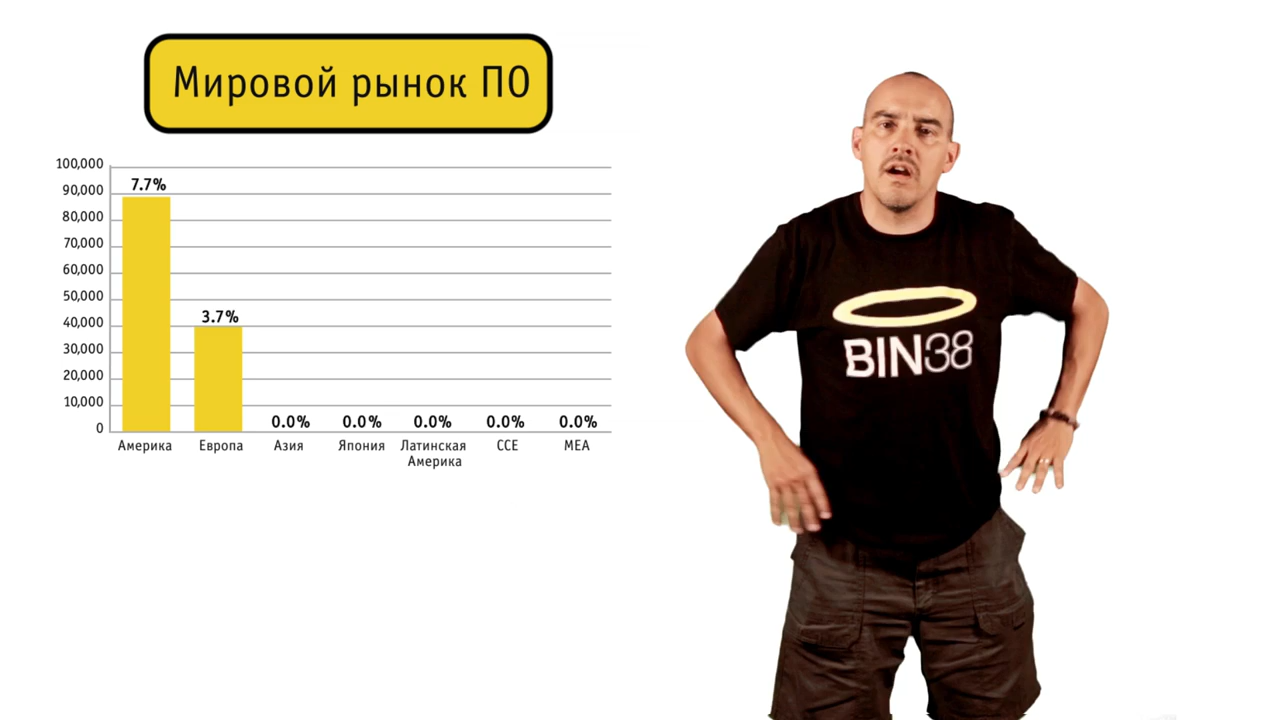 Мировой рынок ПО
100,000
90,000
80,000
70,000
60,000
50,000
40,000
30,000
20,000
10,000
0
7.7%
3.7%
0.0%
0.0%
0.0%
0.0%
0.0%
Америка
Европа
Азия
Япония
Латинская
Америка
ССЕ
МЕА
BIN38